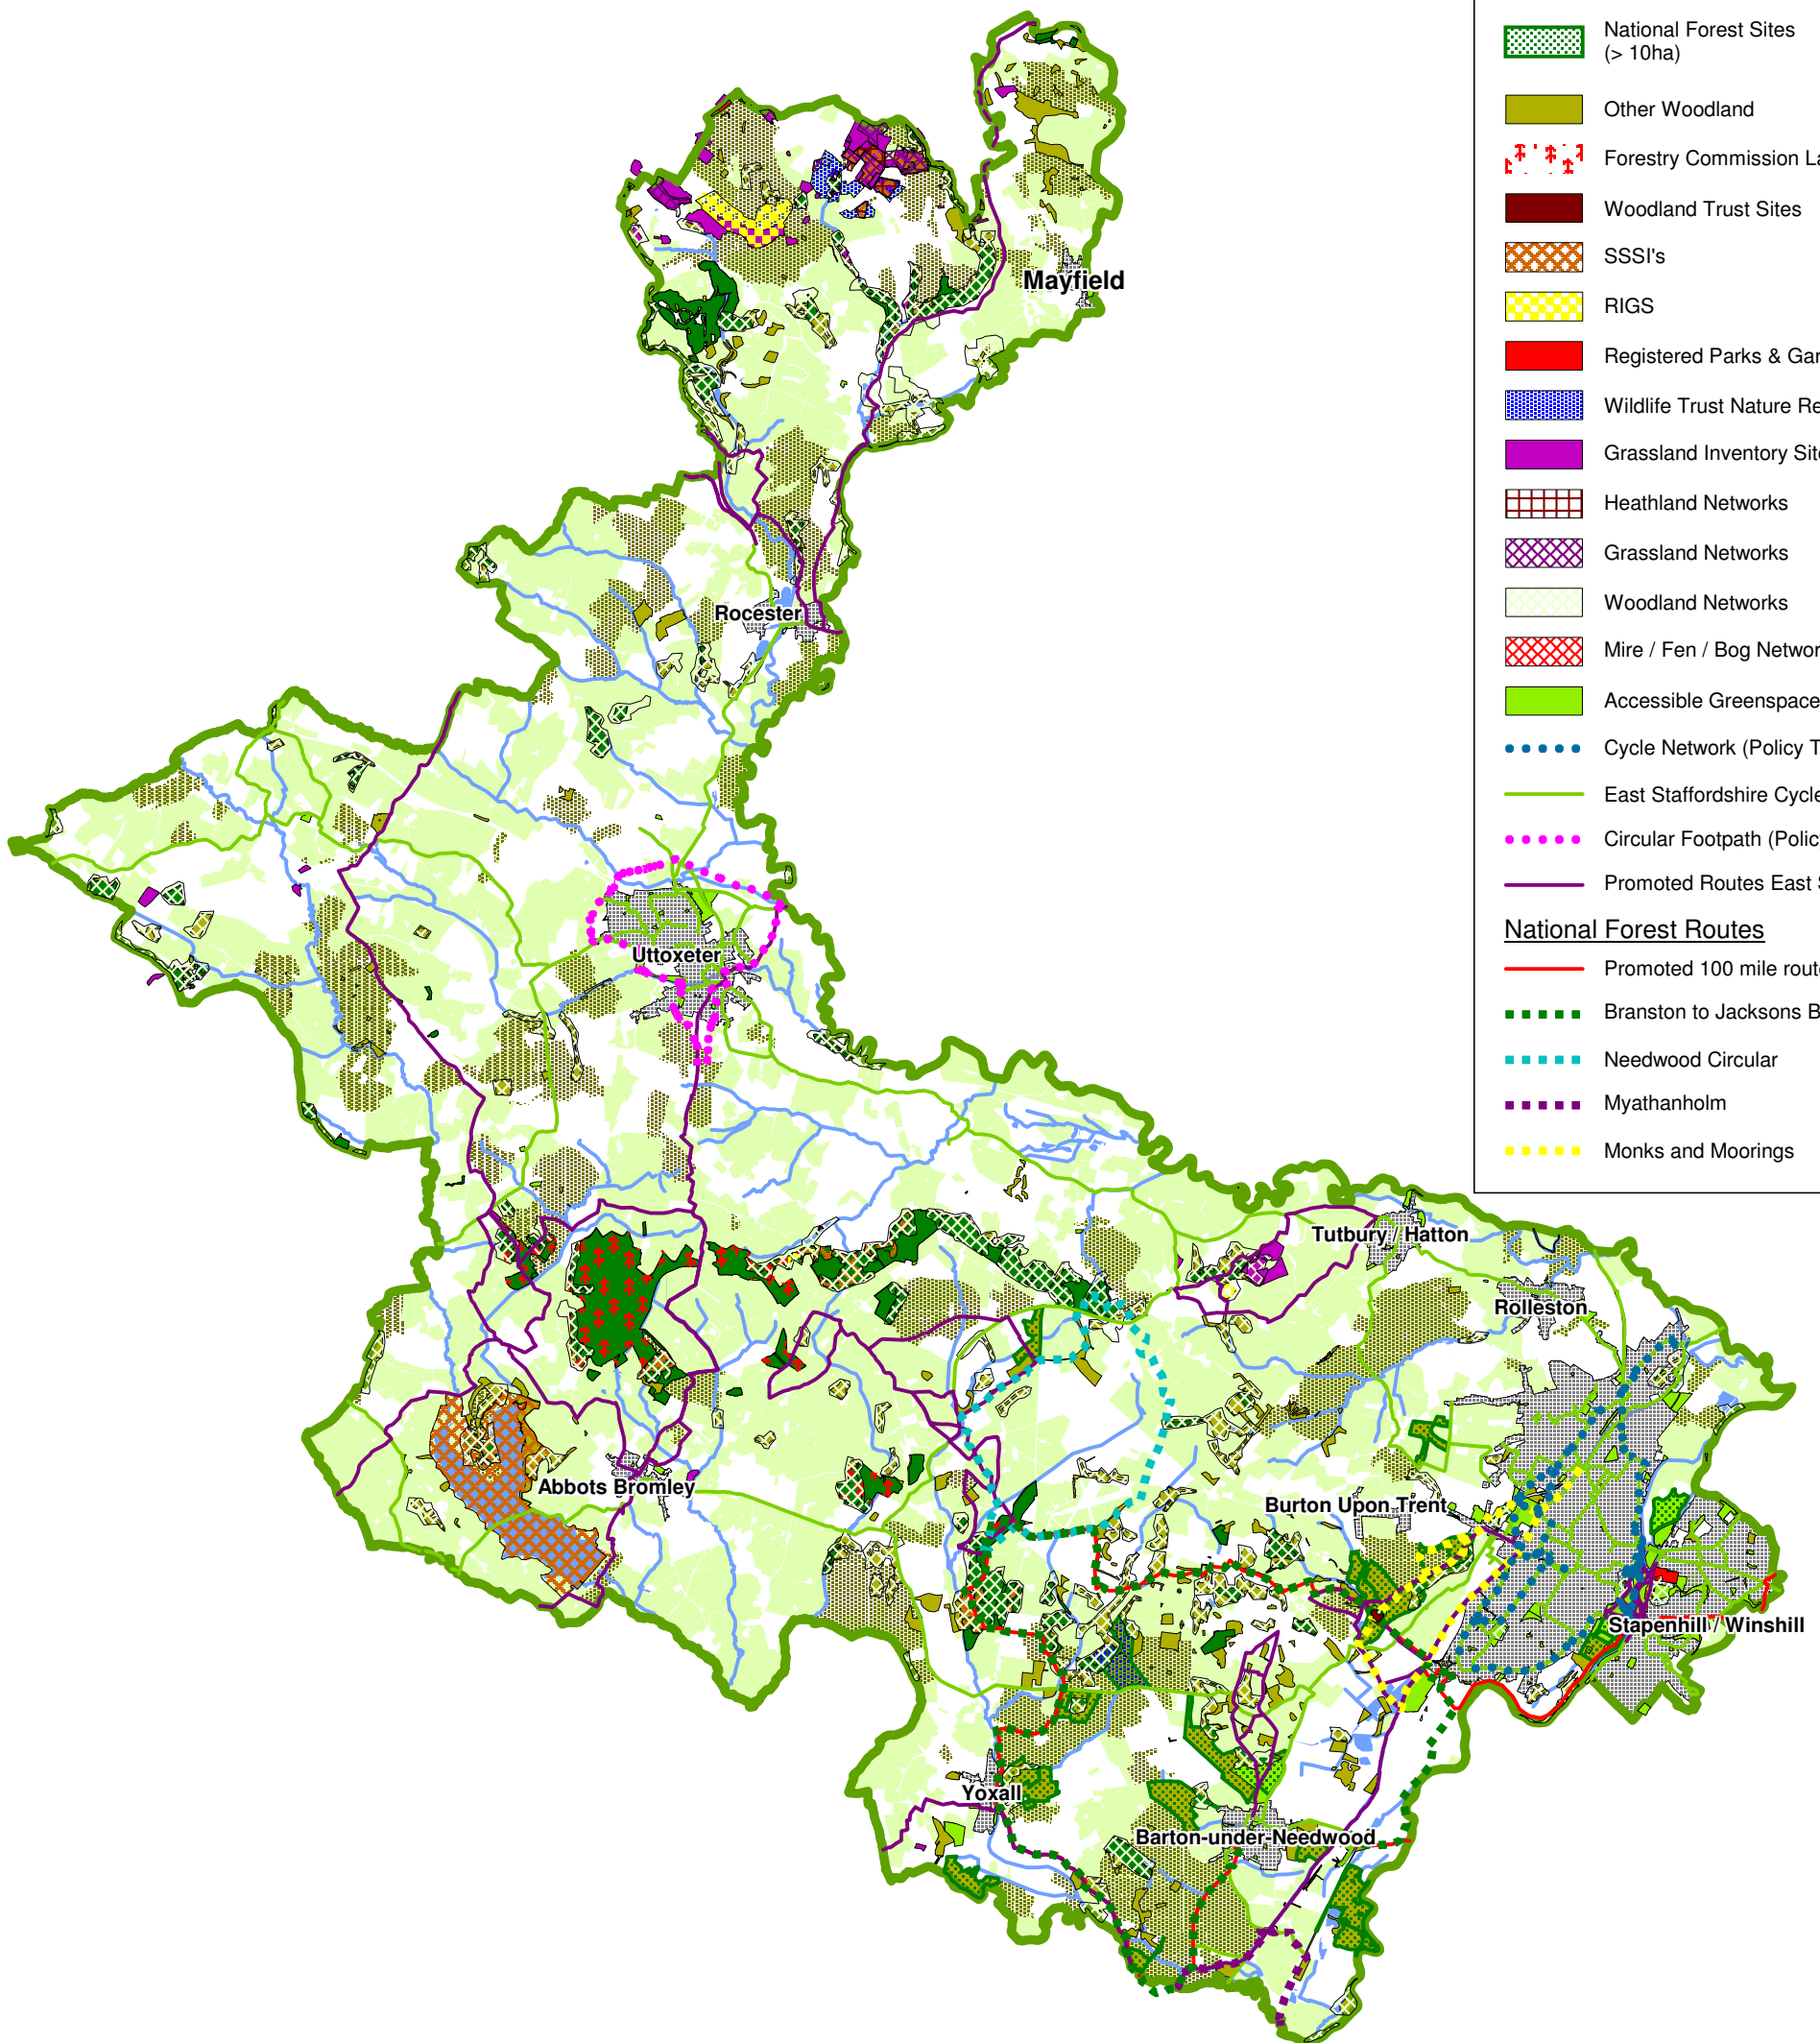 National Forest Sites
(> 10ha)
Other Woodland
Forestry Commission La
Woodland Trust Sites
SSSI's
RIGS
Registered Parks & Gar
Wildlife Trust Nature Re
Grassland Inventory Site
Heathland Networks
Grassland Networks
Woodland Networks
Mire / Fen / Bog Networ
Accessible Greenspace
Cycle Network (Policy T
East Staffordshire Cycle
Circular Footpath (Polic
Promoted Routes East S
National Forest Routes
Promoted 100 mile route
Branston to Jacksons B
Needwood Circular
Myathanholm
Monks and Moorings
Mayfield
Rocester
Uttoxeter
Tutbury / Hatton
Rolleston
Abbots Bromley
Burton Upon Trent
Stapenhill / Winshill
Yoxall
Barton-under-Needwood